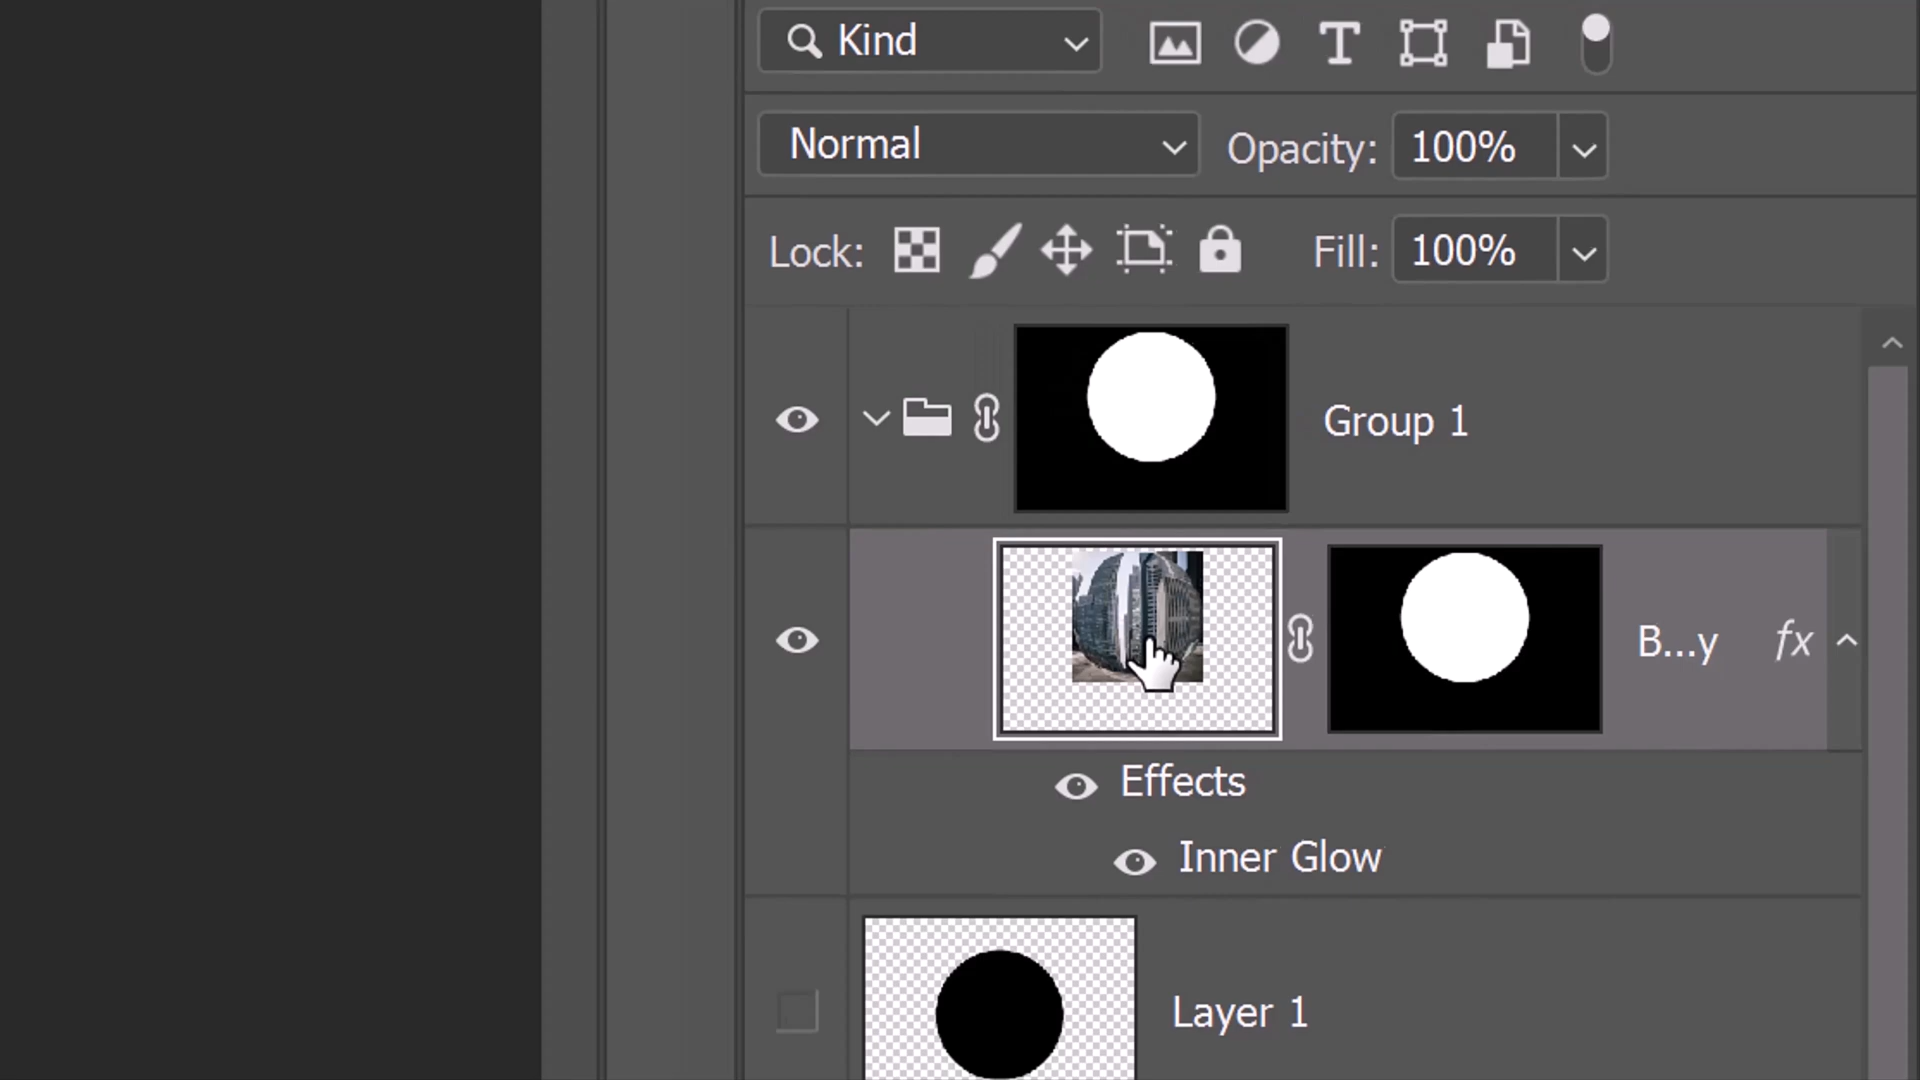 Kind
Normal
Opacity: 100%
Lock:
Fill: 100%
Group 1
B...y
fx
Effects
Inner Glow
Layer 1